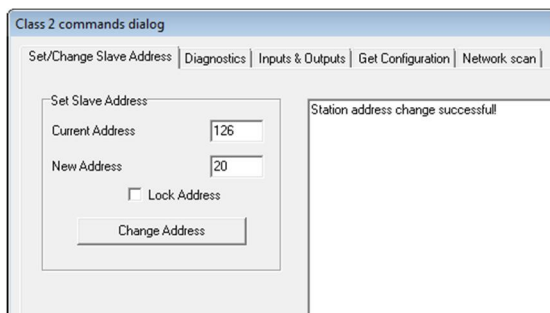 Class 2 commands dialog
Set/Change Slave Address Diagnostics Inputs & Outputs Get Configuration Network scan
Set Slave Address
Current Address 126
New Address 20
Lock Address
Change Address
Station address change successful!